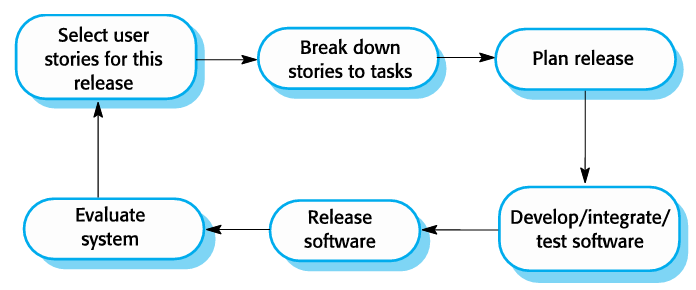 Select user
stories for this
release
Break down
stories to tasks
Plan release
Evaluate
system
Release
software
Develop/integrate/
test software